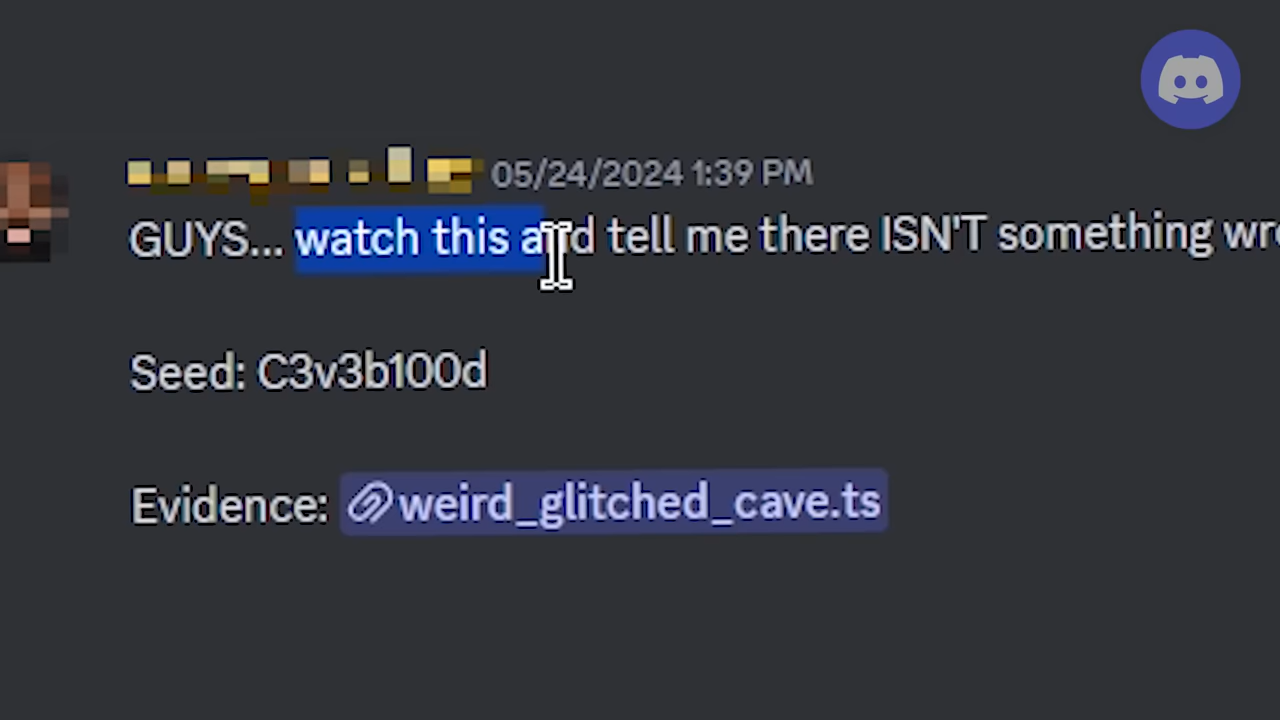 05/24/2024 1:39 PM
GUYS... watch this and tell me there ISN'T something wro
Seed: C3v3b100d
Evidence: weird_glitched_cave.ts